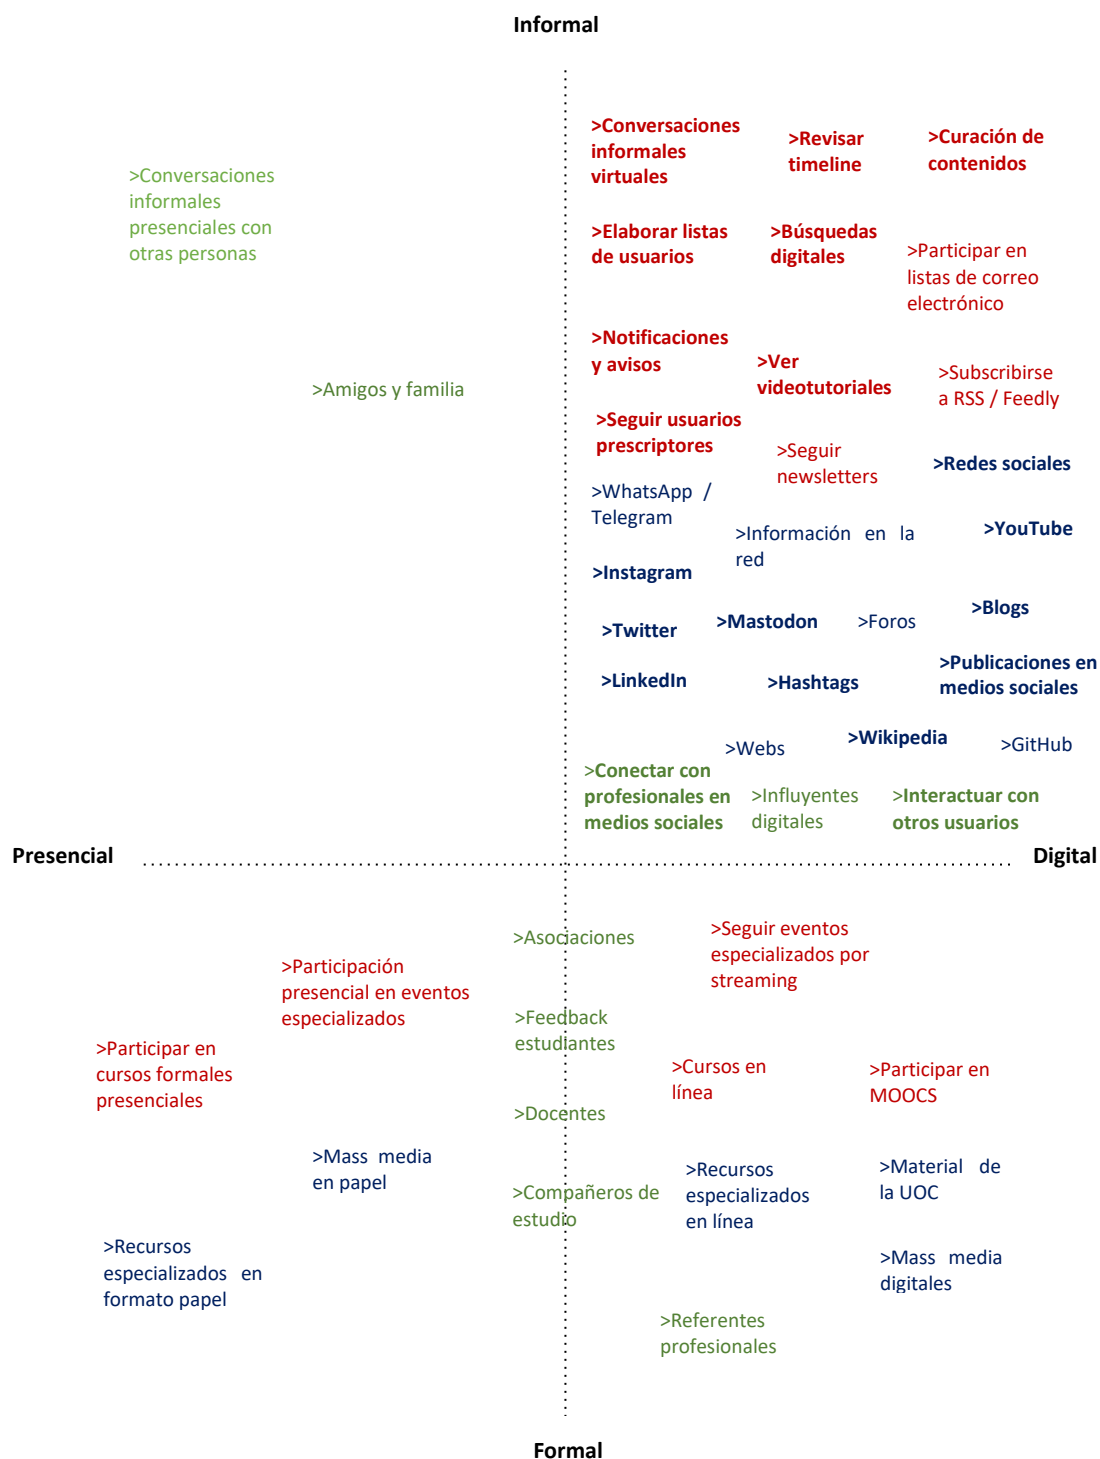 Informal
>Conversaciones
informales
virtuales
>Revisar
timeline
>Curación de
contenidos
>Conversaciones
informales
presenciales con
otras personas
>Elaborar listas
de usuarios
>Búsquedas
digitales
>Participar en
listas de correo
electrónico
>Notificaciones
y avisos
>Ver
videotutoriales
>Subscribirse
a RSS / Feedly
>Amigos y familia
>Seguir usuarios
prescriptores
>Seguir
newsletters
>Redes sociales
>WhatsApp /
Telegram
>Información en la
red
>YouTube
>Instagram
>Twitter
>Mastodon
>Foros
>Blogs
>LinkedIn
>Hashtags
>Publicaciones en
medios sociales
>Webs
>Wikipedia
>GitHub
>Conectar con
profesionales en
medios sociales
>Influyentes
digitales
>Interactuar con
otros usuarios
Presencial
Digital
>Asociaciones
>Seguir eventos
especializados por
streaming
>Participación
presencial en eventos
especializados
>Feedback
estudiantes
>Participar en
cursos formales
presenciales
>Cursos en
línea
>Participar en
MOOCS
>Docentes
>Mass media
en papel
>Recursos
especializados
en línea
>Material de
la UOC
>Compañeros de
estudio
>Recursos
especializados en
formato papel
>Mass media
digitales
>Referentes
profesionales
Formal